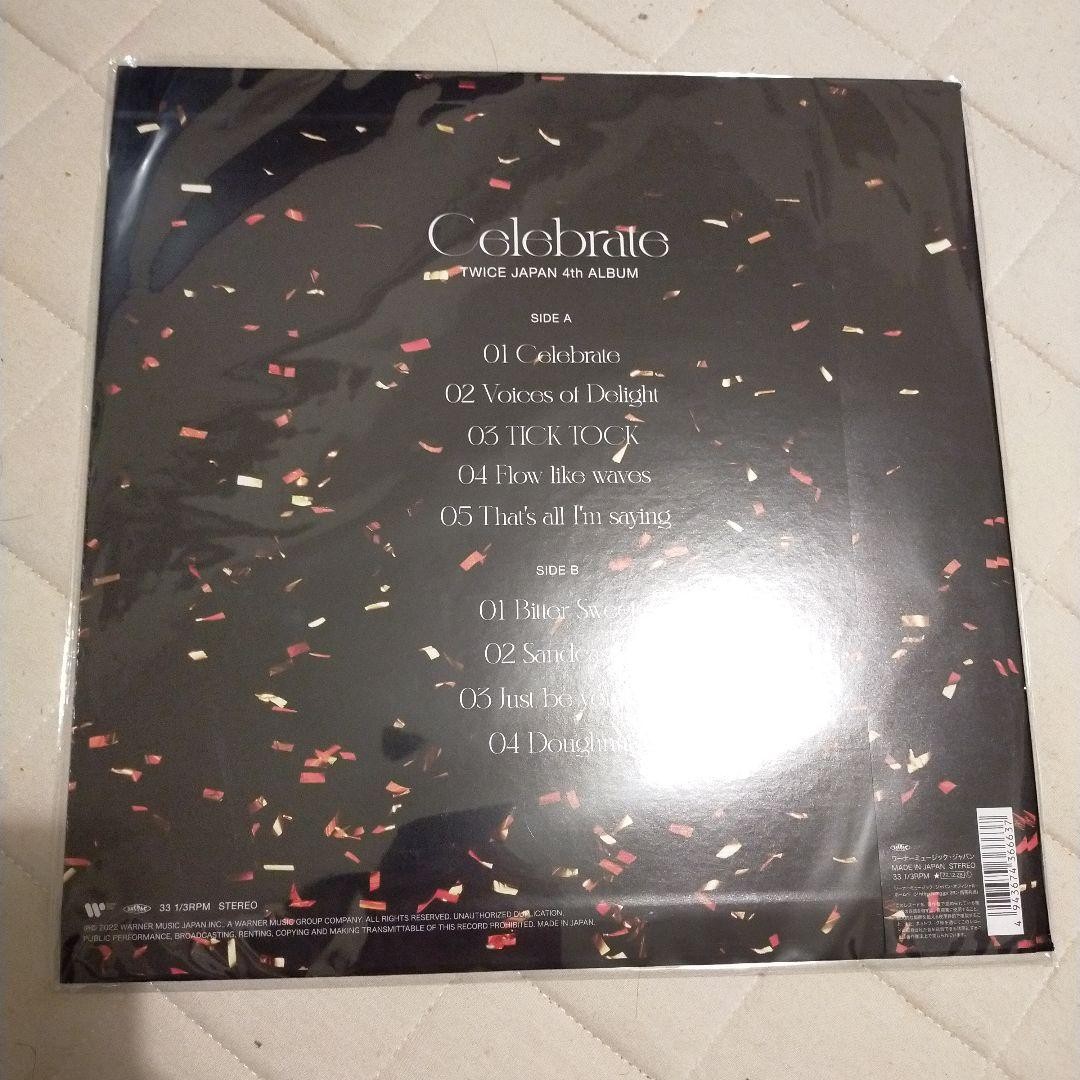 Celebrate
TWICE JAPAN 4th ALBUM
SIDE A
01 Celebrate
02 Voices of Delight
03 TICK TOCK
04 Flow like waves
05 That's all I'm saying
SIDE B
01 Bitter Sweet
02
03 Just be
04
33 1/3RPM STEREO
℗© 2022 WARNER MUSIC JAPAN INC., A WARNER MUSIC GROUP COMPANY. ALL RIGHTS RESERVED. UNAUTHORIZED DUPLICATION,
PUBLIC PERFORMANCE, BROADCASTING, RENTING, COPYING AND MAKING TRANSMITTABLE OF THIS RECORD PROHIBITED. MADE IN JAPAN.
ワーナーミュージック・ジャパン
MADE IN JAPAN STEREO
33 1/3RPM
4 943674 366637